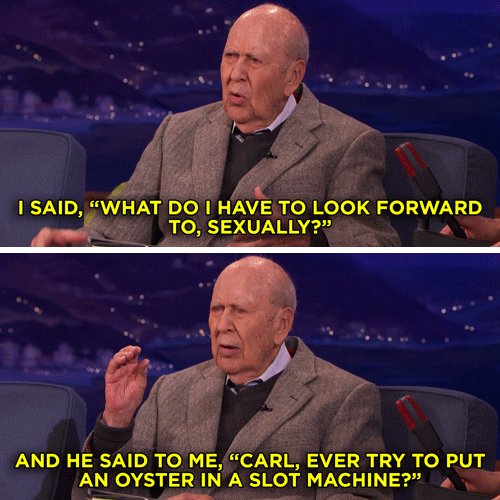 I SAID, “WHAT DO I HAVE TO LOOK FORWARD
TO, SEXUALLY?”
AND HE SAID TO ME, “CARL, EVER TRY TO PUT
AN OYSTER IN A SLOT MACHINE?”